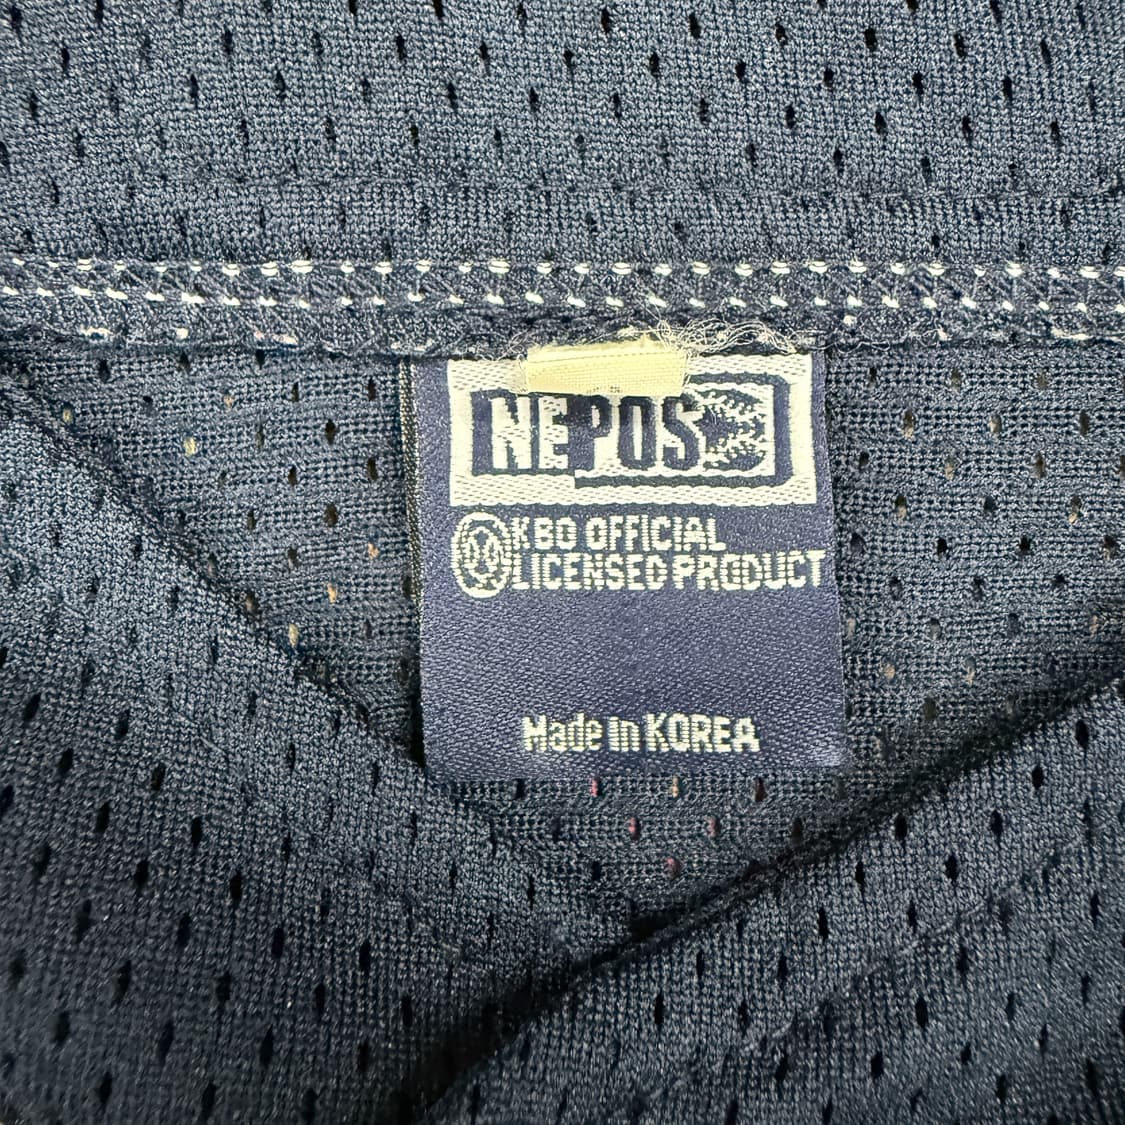 NEPOS
KBO OFFICIAL
LICENSED PRODUCT
Made in KOREA